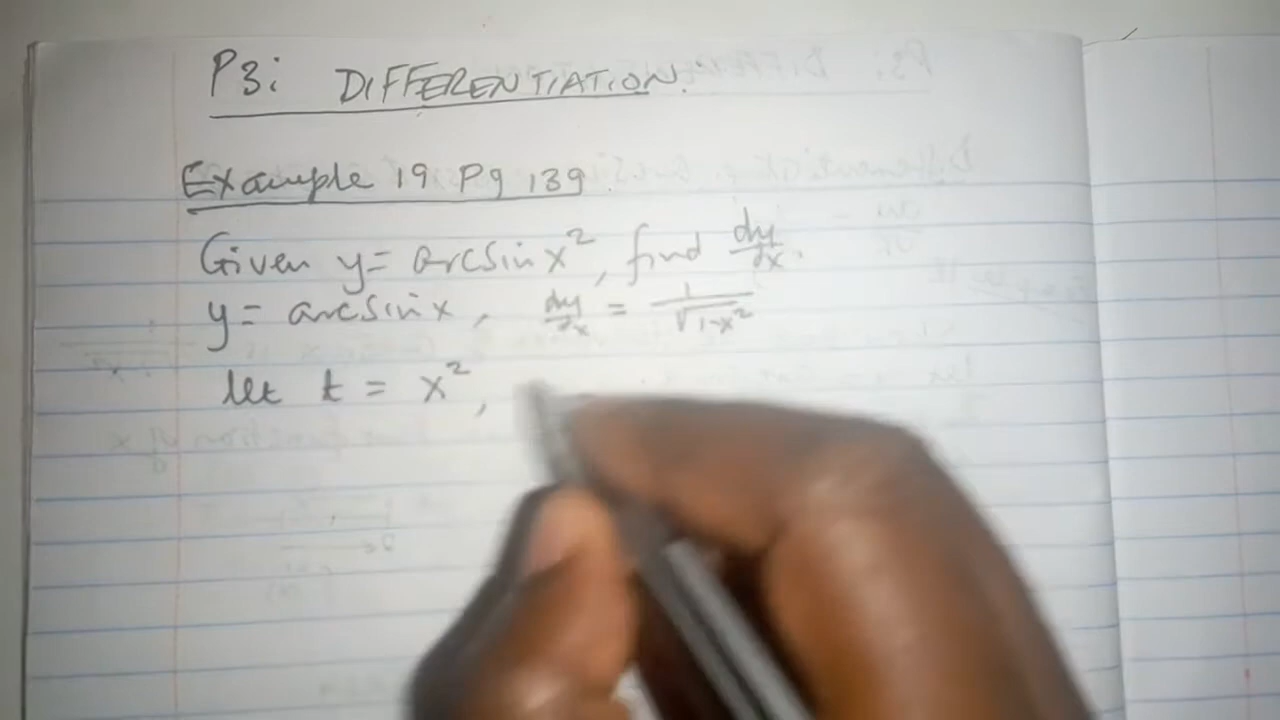 P3: DIFFERENTIATION.
Example 19 Pg 139.
Given y = arcsin x², find dy/dx.
y = arcsin x, dy/dx = 1/√(1-x²)
let t = x²,